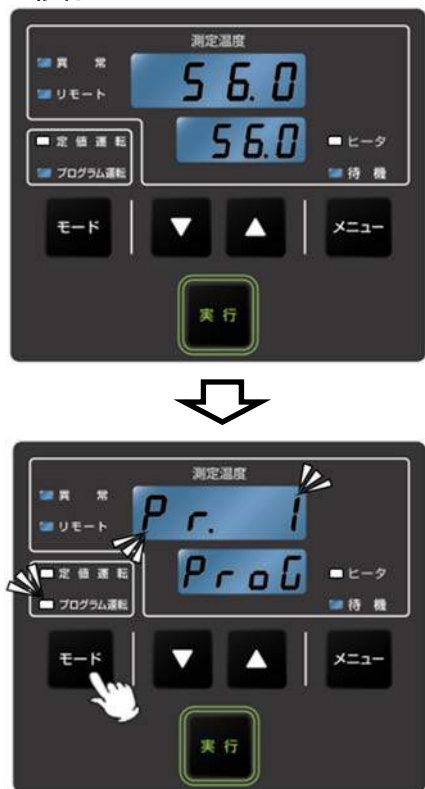 測定温度
異 常
56.0
リモート
56.0
定 値 運 転
ヒータ
プログラム運転
待 機
モード
▼
▲
メニュー
実 行
測定温度
異 常
Pr. 1
リモート
ProG
定 値 運 転
ヒータ
プログラム運転
待 機
モード
▼
▲
メニュー
実 行